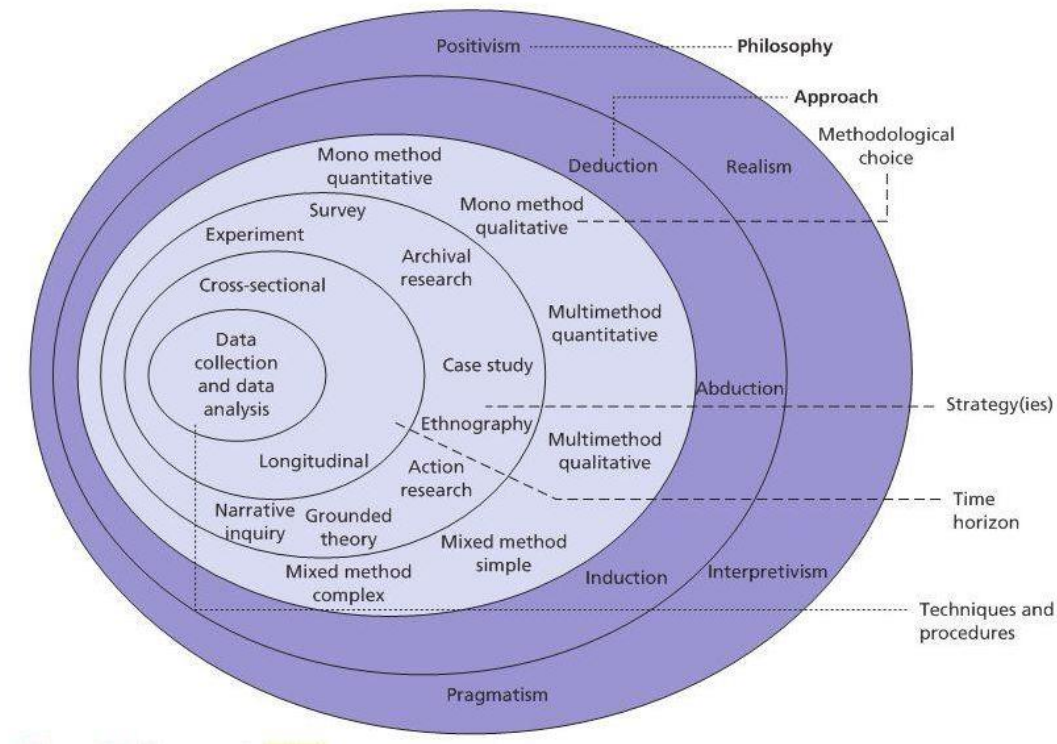 Positivism
Philosophy
Approach
Methodological
choice
Mono method
quantitative
Deduction
Realism
Survey
Mono method
qualitative
Experiment
Archival
research
Cross-sectional
Multimethod
quantitative
Data
collection
and data
analysis
Case study
Abduction
Strategy(ies)
Ethnography
Multimethod
qualitative
Longitudinal
Action
research
Time
horizon
Narrative
inquiry
Grounded
theory
Mixed method
simple
Mixed method
complex
Induction
Interpretivism
Techniques and
procedures
Pragmatism